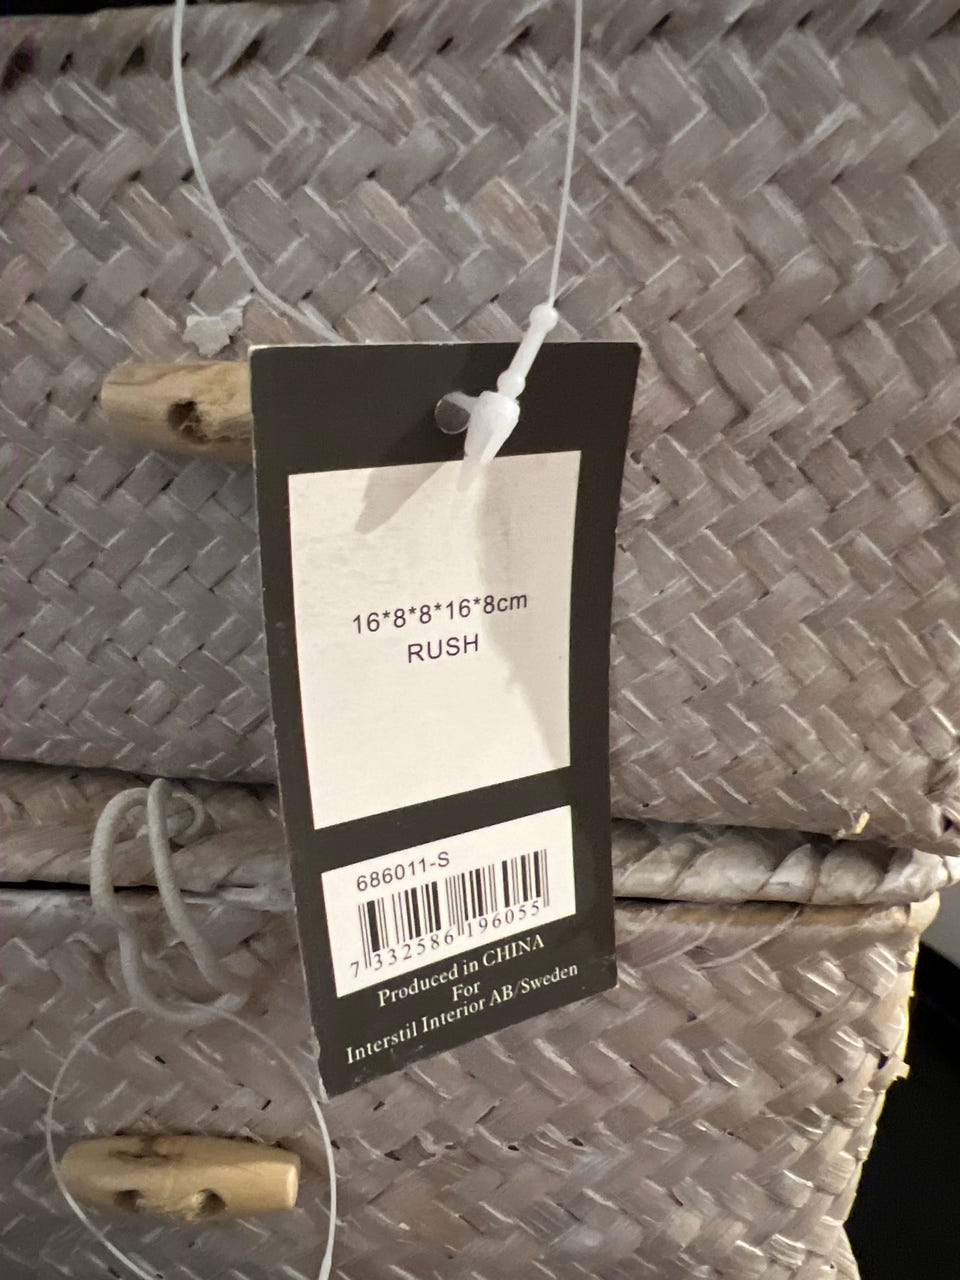 16*8*8*16*8cm
RUSH
686011-S
7 332586 196055
Produced in CHINA
For
Interstil Interior AB/Sweden